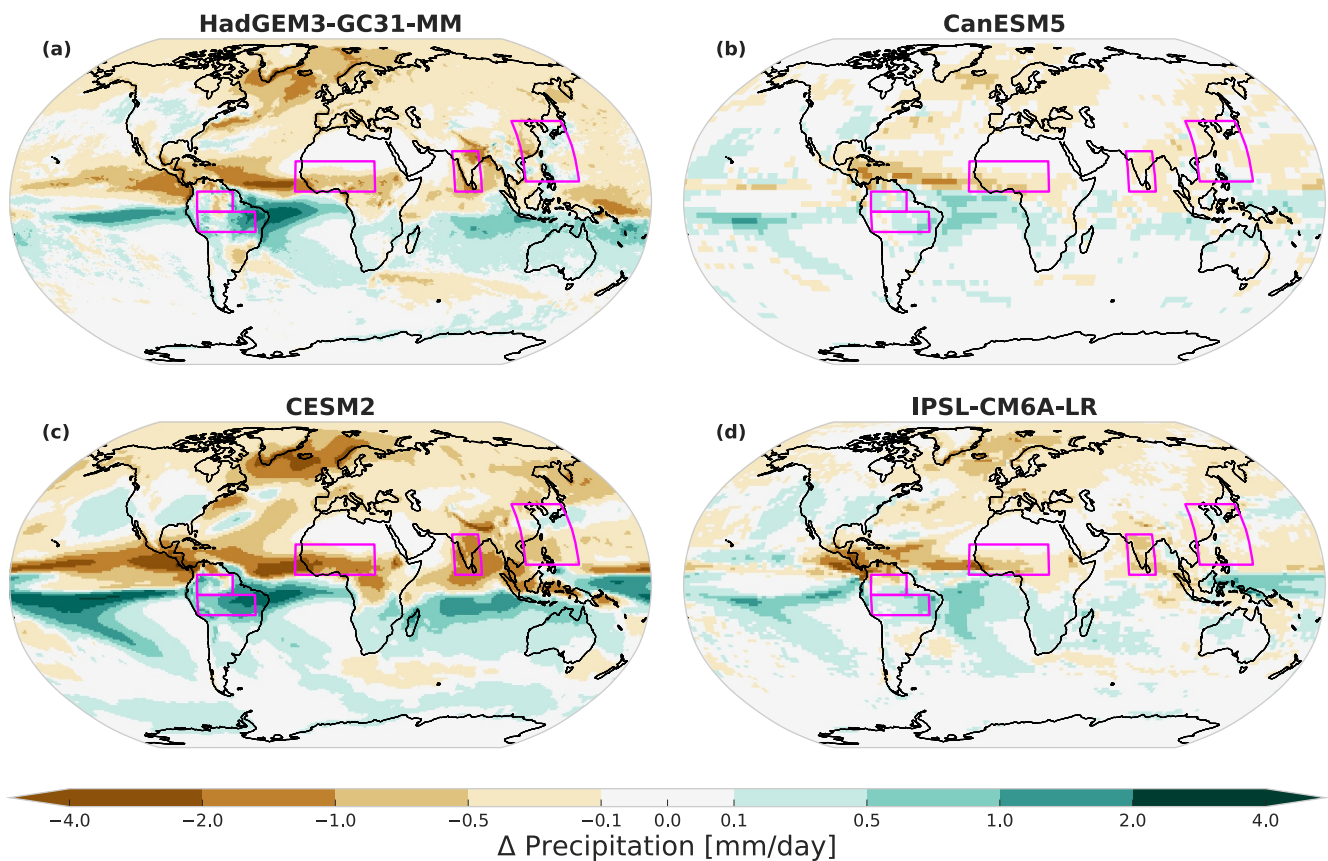 HadGEM3-GC31-MM
CanESM5
(a)
(b)
CESM2
IPSL-CM6A-LR
(c)
(d)
−4.0 −2.0 −1.0 −0.5 −0.1 0.0 0.1 0.5 1.0 2.0 4.0
Δ Precipitation [mm/day]